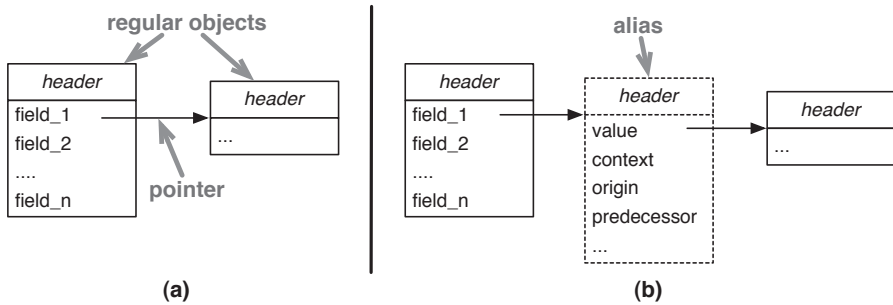 regular objects
header
field_1
field_2
....
field_n
header
...
pointer
(a)
alias
header
field_1
field_2
....
field_n
header
value
context
origin
predecessor
...
header
...
(b)